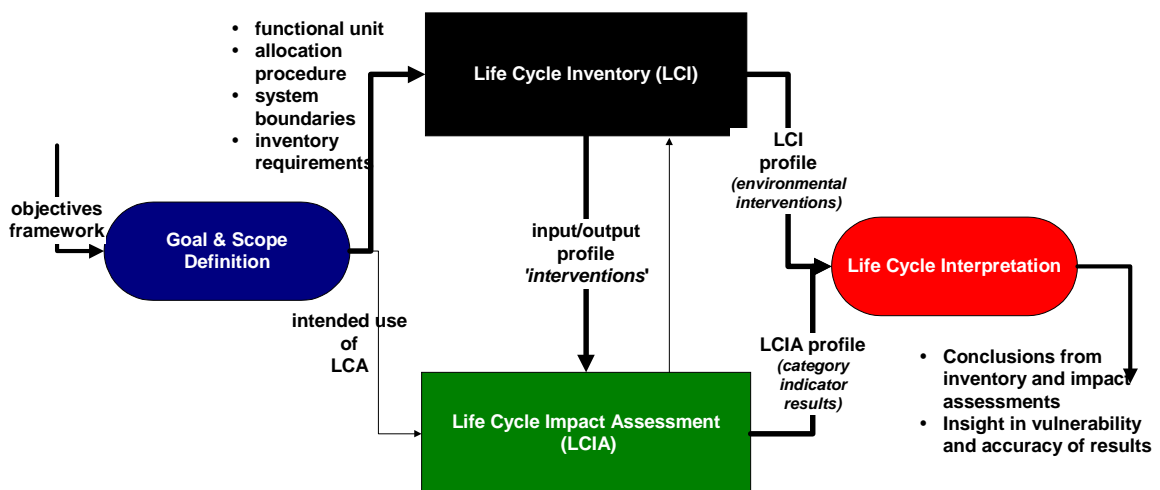 • functional unit
• allocation
procedure
• system
boundaries
• inventory
requirements
Life Cycle Inventory (LCI)
objectives
framework
Goal & Scope
Definition
intended use
of
LCA
input/output
profile
'interventions'
LCI
profile
(environmental
interventions)
Life Cycle Interpretation
LCIA profile
(category
indicator
results)
Life Cycle Impact Assessment
(LCIA)
• Conclusions from
inventory and impact
assessments
• Insight in vulnerability
and accuracy of results